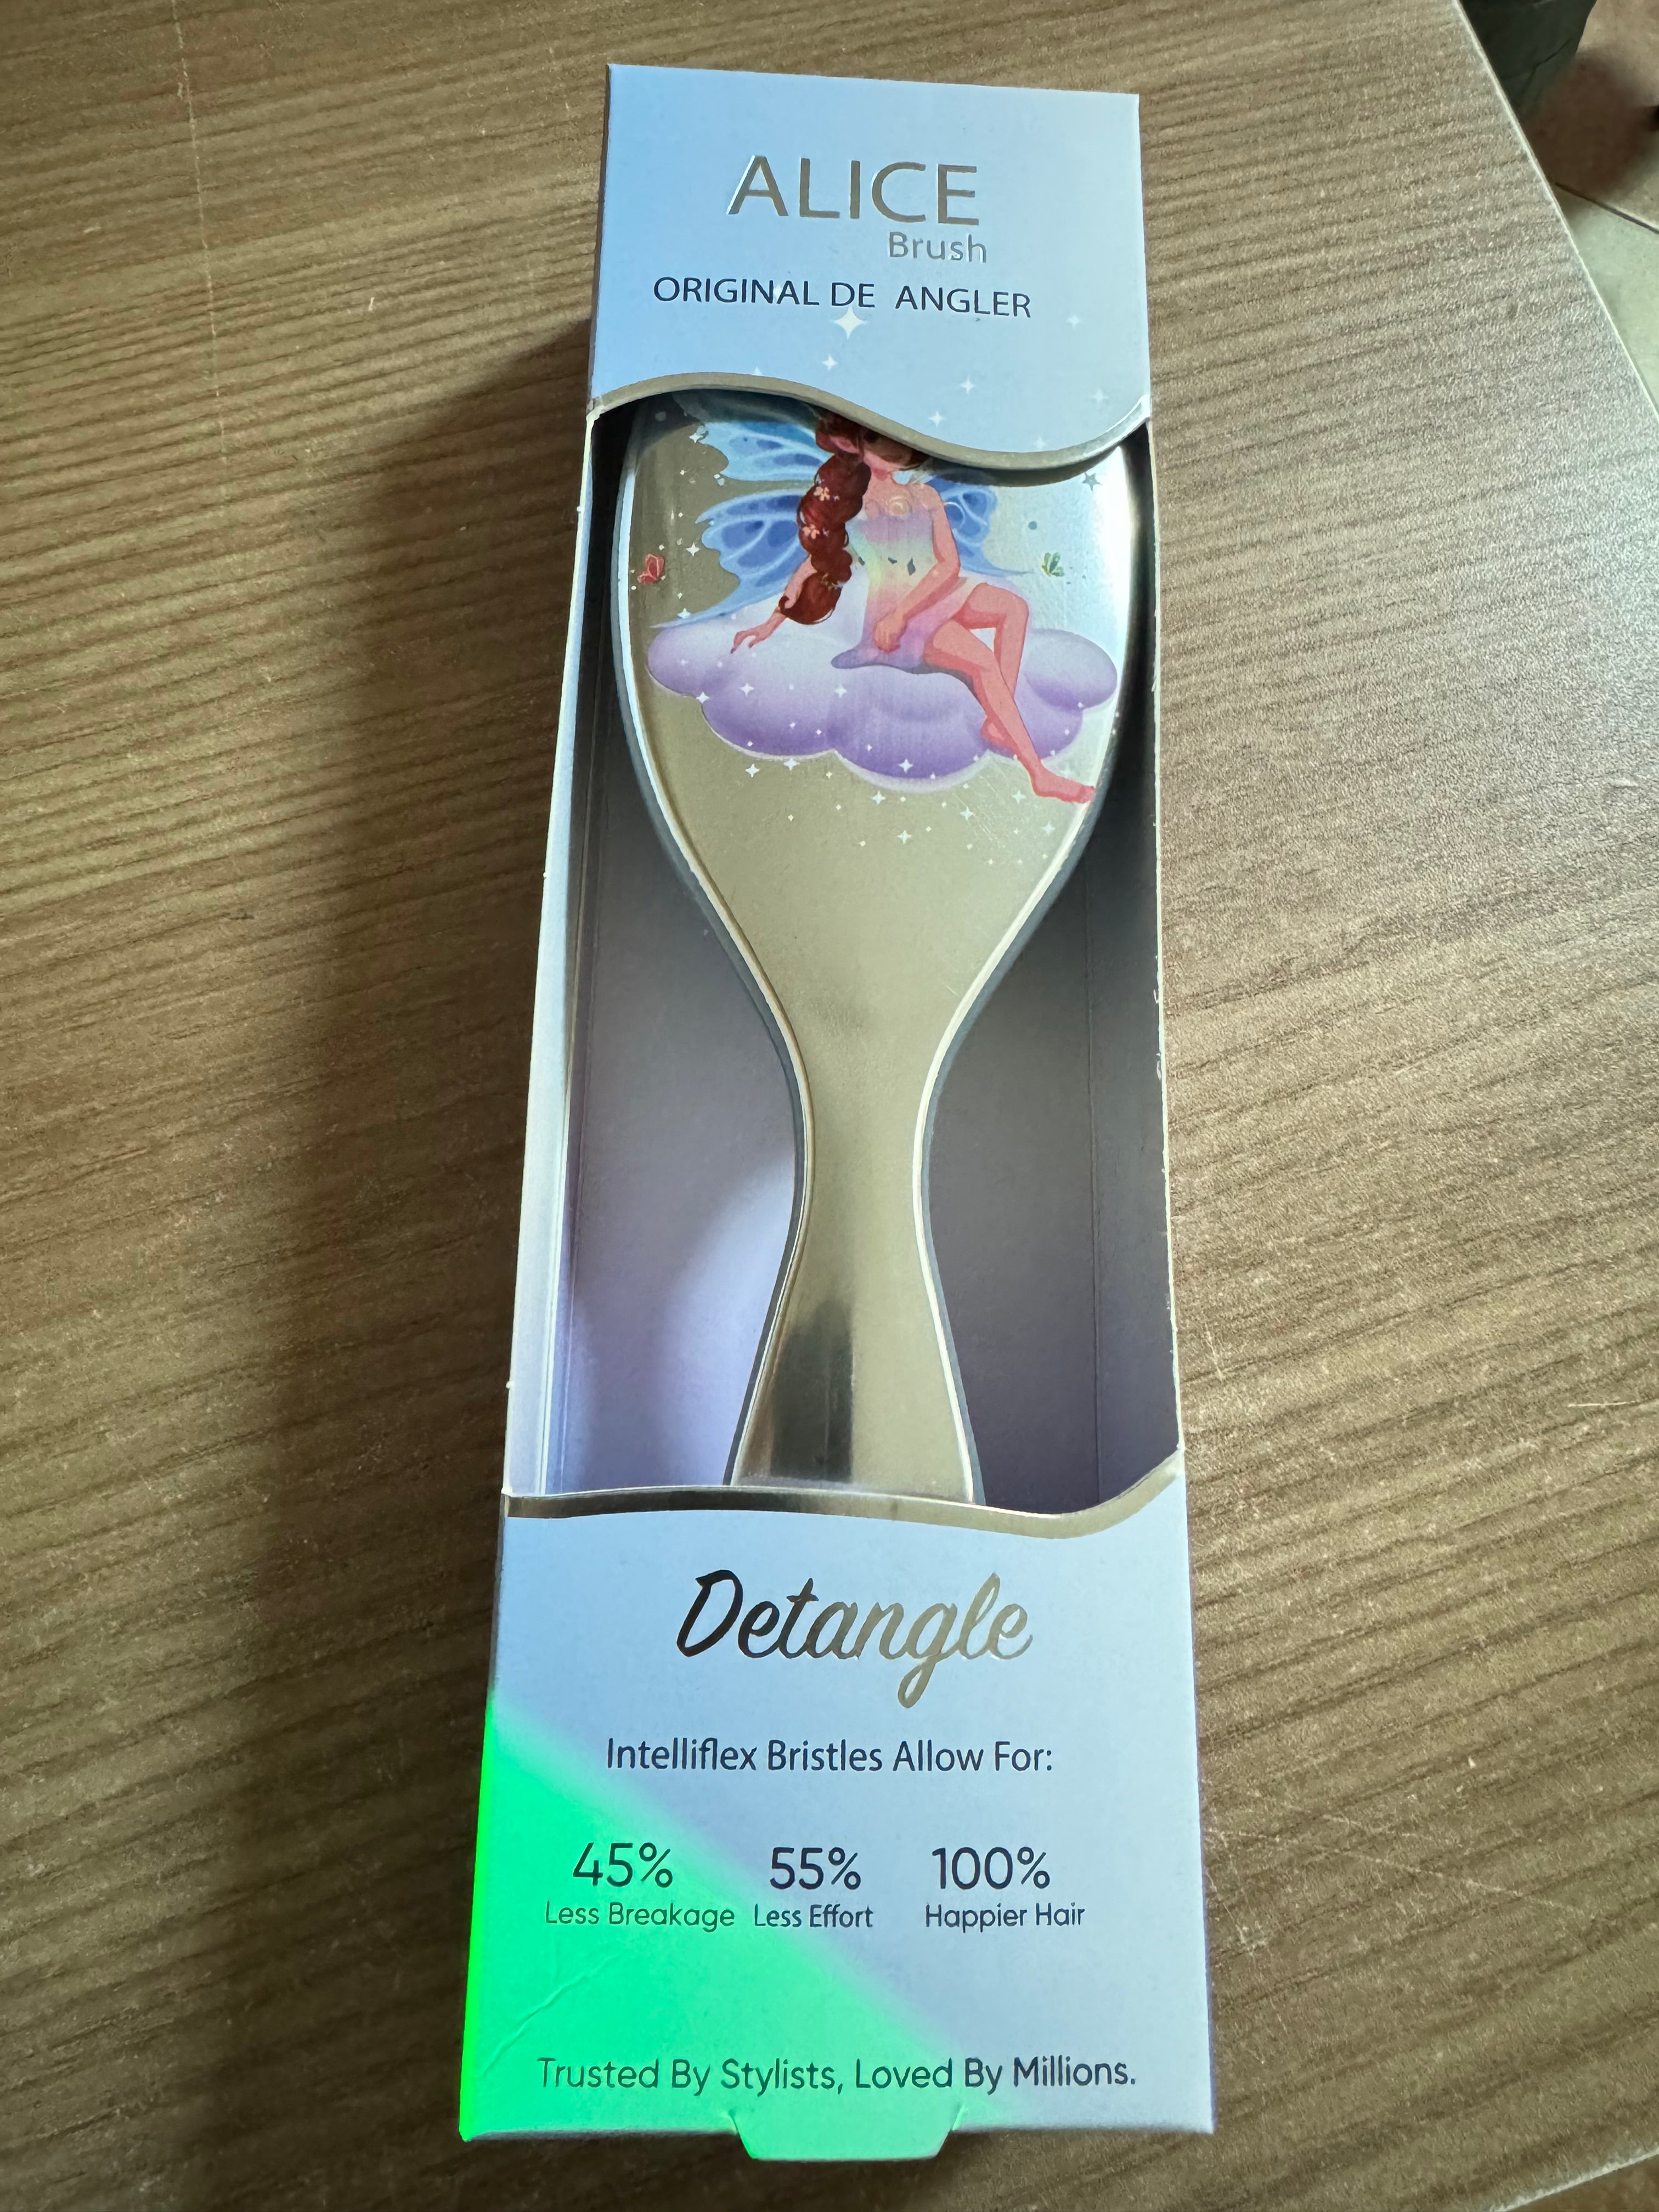 ALICE
Brush
ORIGINAL DE ANGLER
Detangle
Intelliflex Bristles Allow For:
45% 55% 100%
Less Breakage Less Effort Happier Hair
Trusted By Stylists, Loved By Millions.